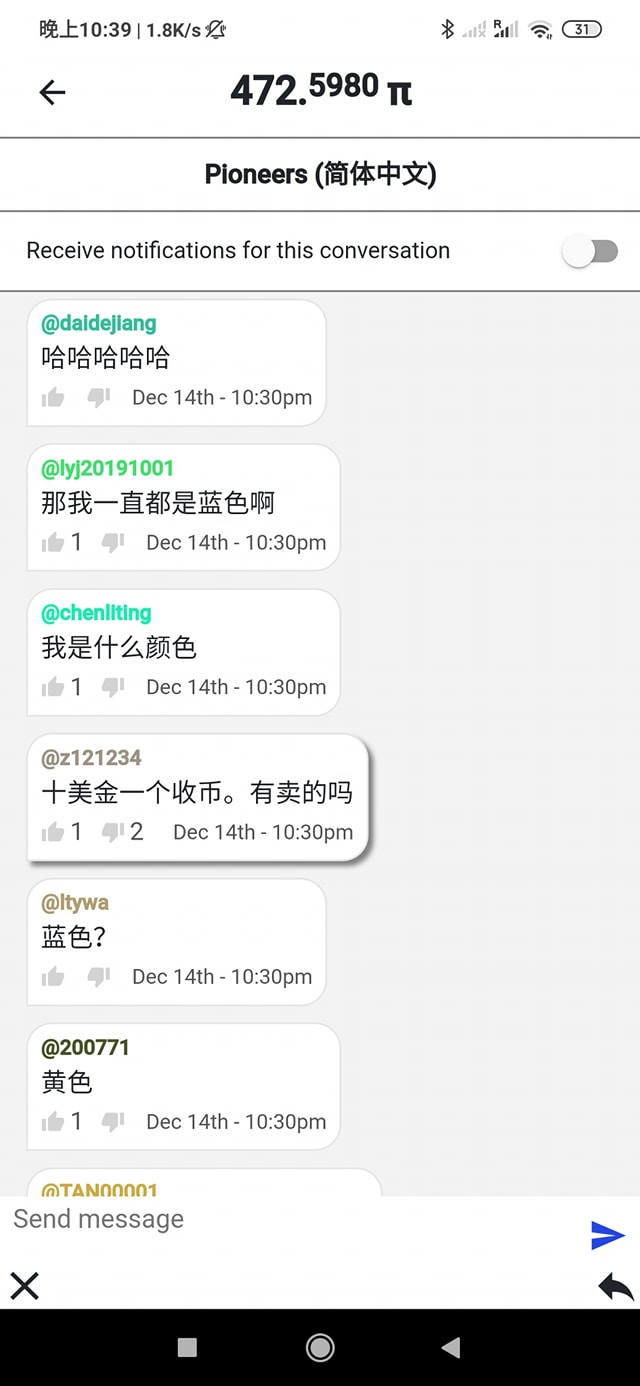 晚上10:39 | 1.8K/s
R
31
472.5980 π
Pioneers (简体中文)
Receive notifications for this conversation
@daidejiang
哈哈哈哈哈
Dec 14th - 10:30pm
@lyj20191001
那我一直都是蓝色啊
1 Dec 14th - 10:30pm
@chenliting
我是什么颜色
1 Dec 14th - 10:30pm
@z121234
十美金一个收币。有卖的吗
1 2 Dec 14th - 10:30pm
@ltywa
蓝色？
Dec 14th - 10:30pm
@200771
黄色
1 Dec 14th - 10:30pm
@TAN00001
Send message